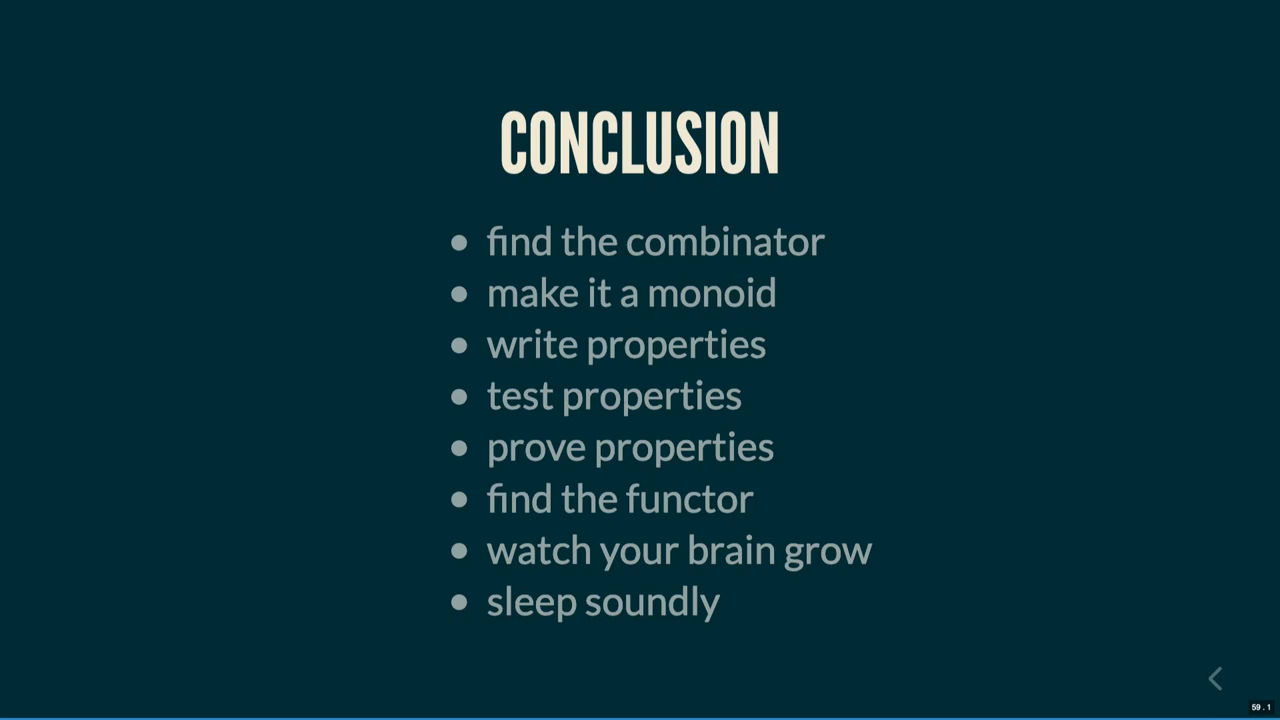 CONCLUSION
• find the combinator
• make it a monoid
• write properties
• test properties
• prove properties
• find the functor
• watch your brain grow
• sleep soundly
59 . 1